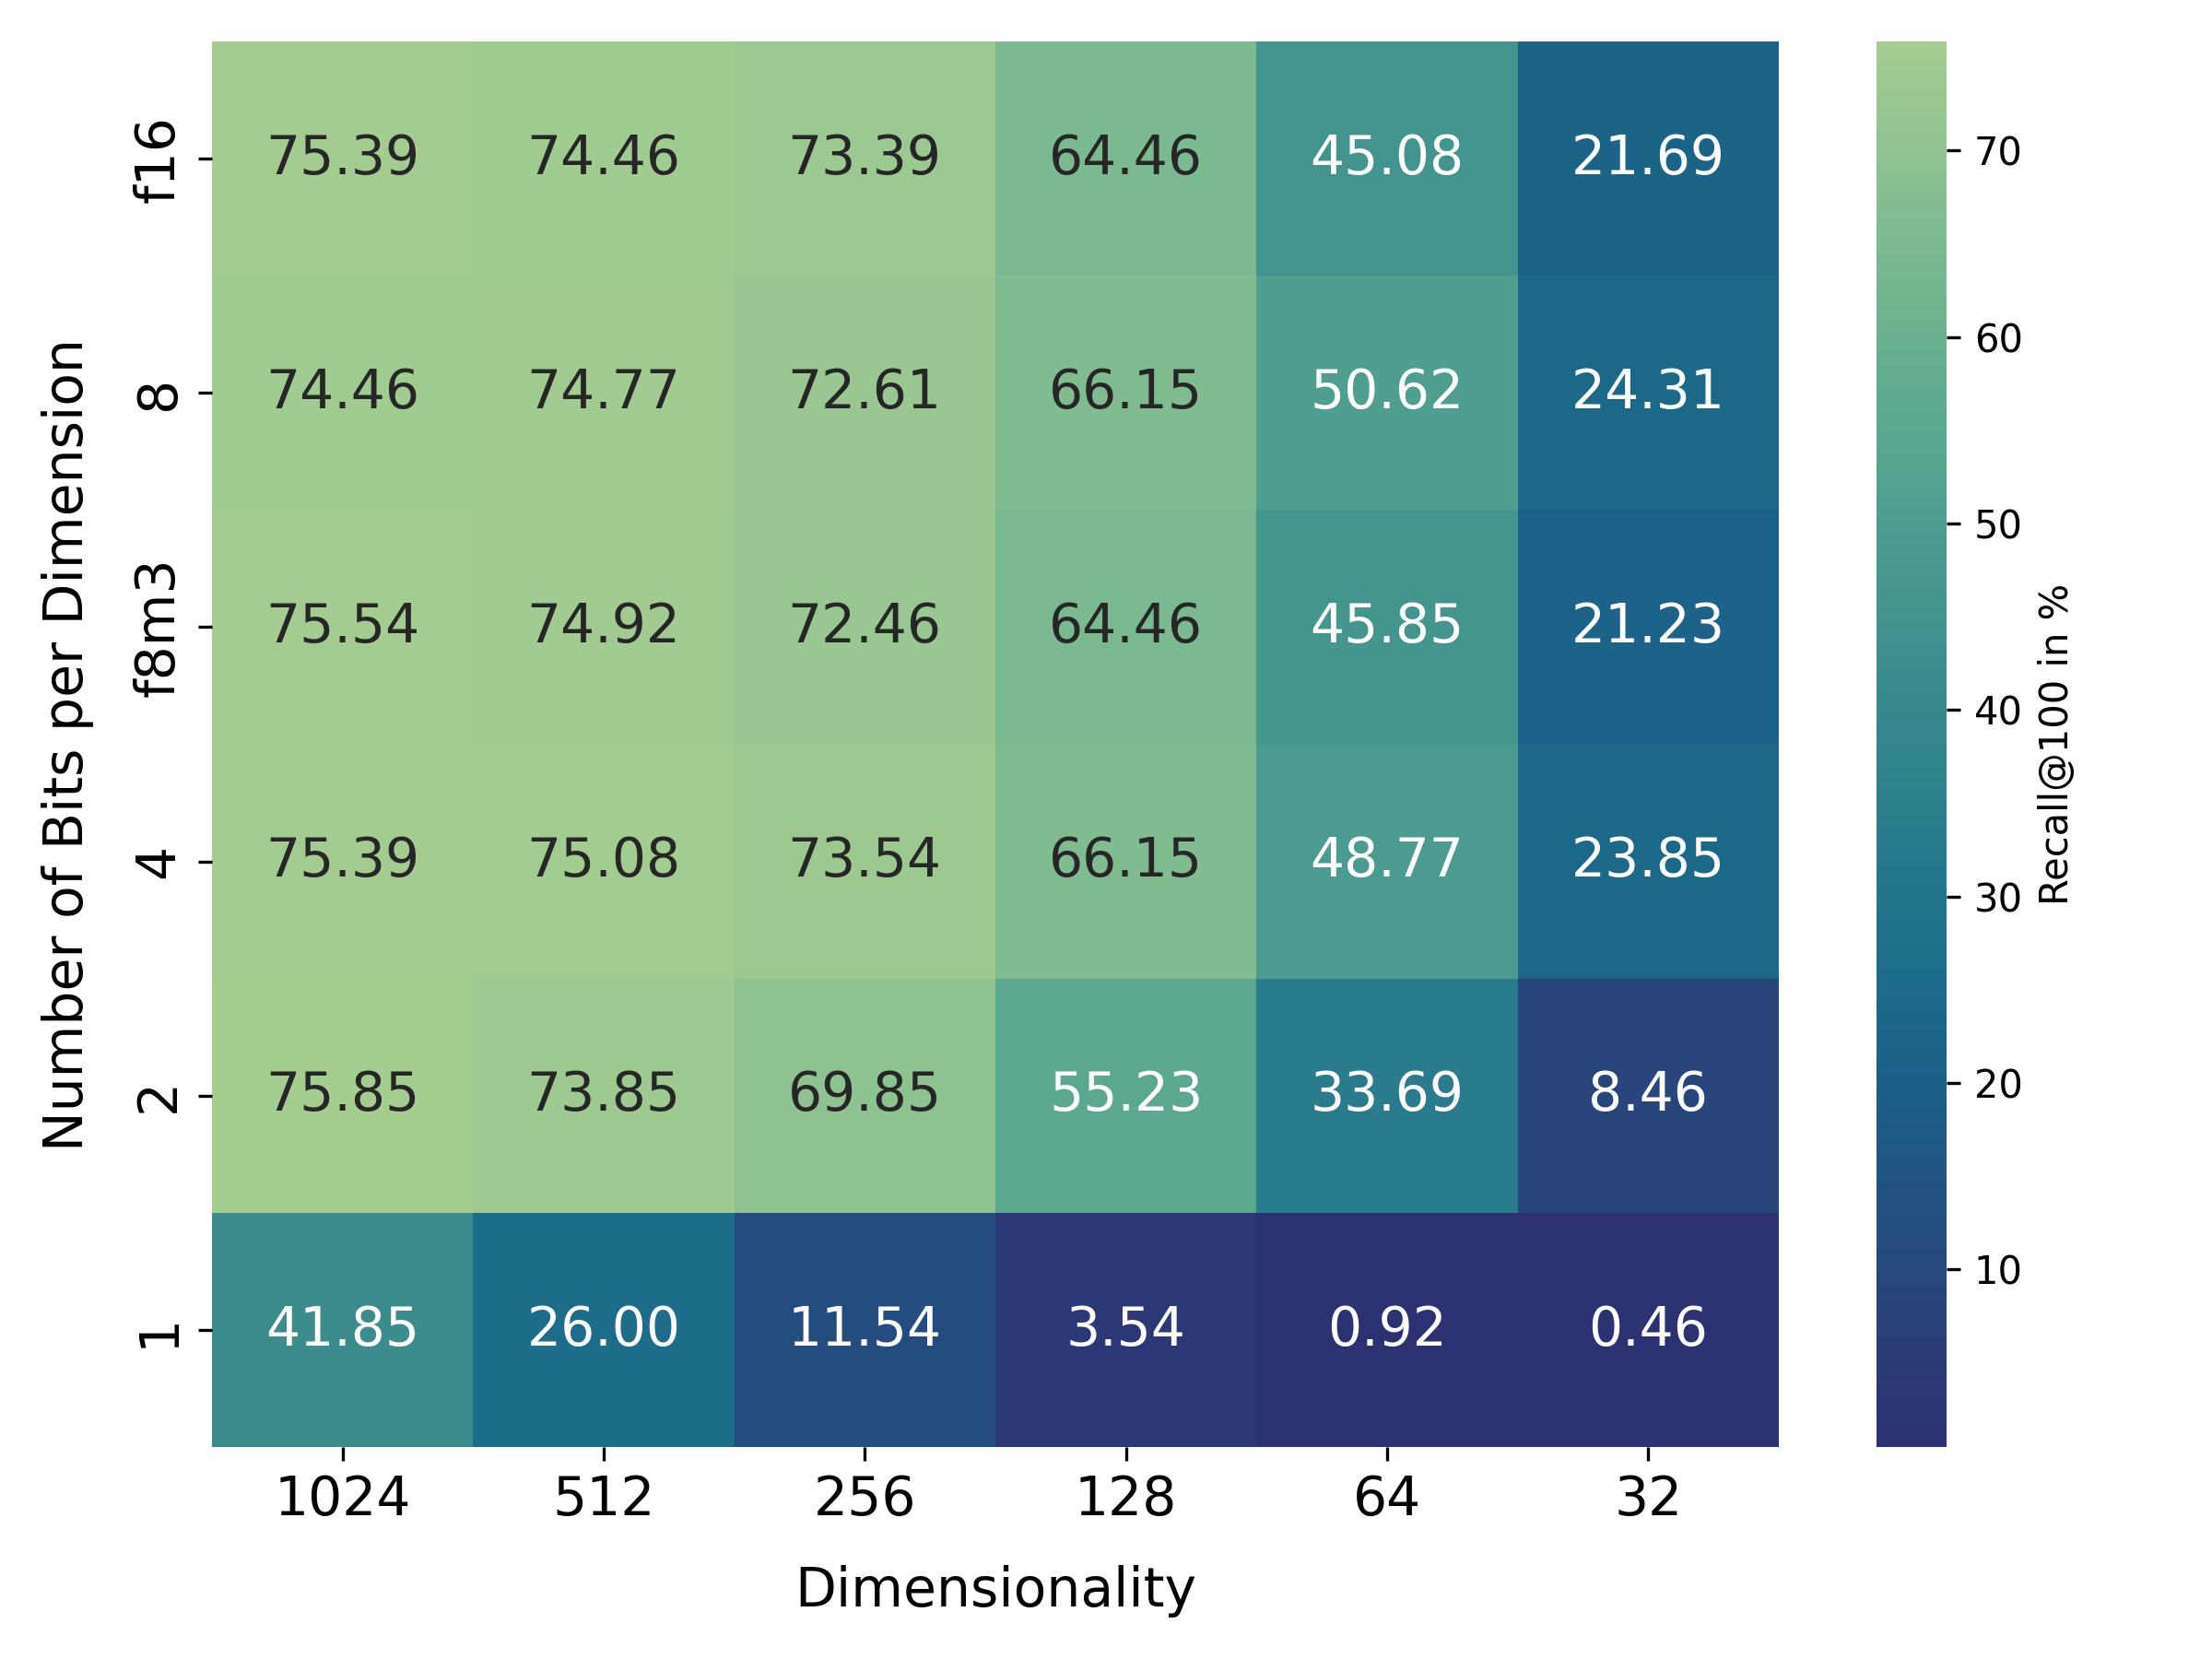 Number of Bits per Dimension
f16 75.39 74.46 73.39 64.46 45.08 21.69
8 74.46 74.77 72.61 66.15 50.62 24.31
f8m3 75.54 74.92 72.46 64.46 45.85 21.23
4 75.39 75.08 73.54 66.15 48.77 23.85
2 75.85 73.85 69.85 55.23 33.69 8.46
1 41.85 26.00 11.54 3.54 0.92 0.46
1024 512 256 128 64 32
Dimensionality
70
60
50
40
30
20
10
Recall@100 in %